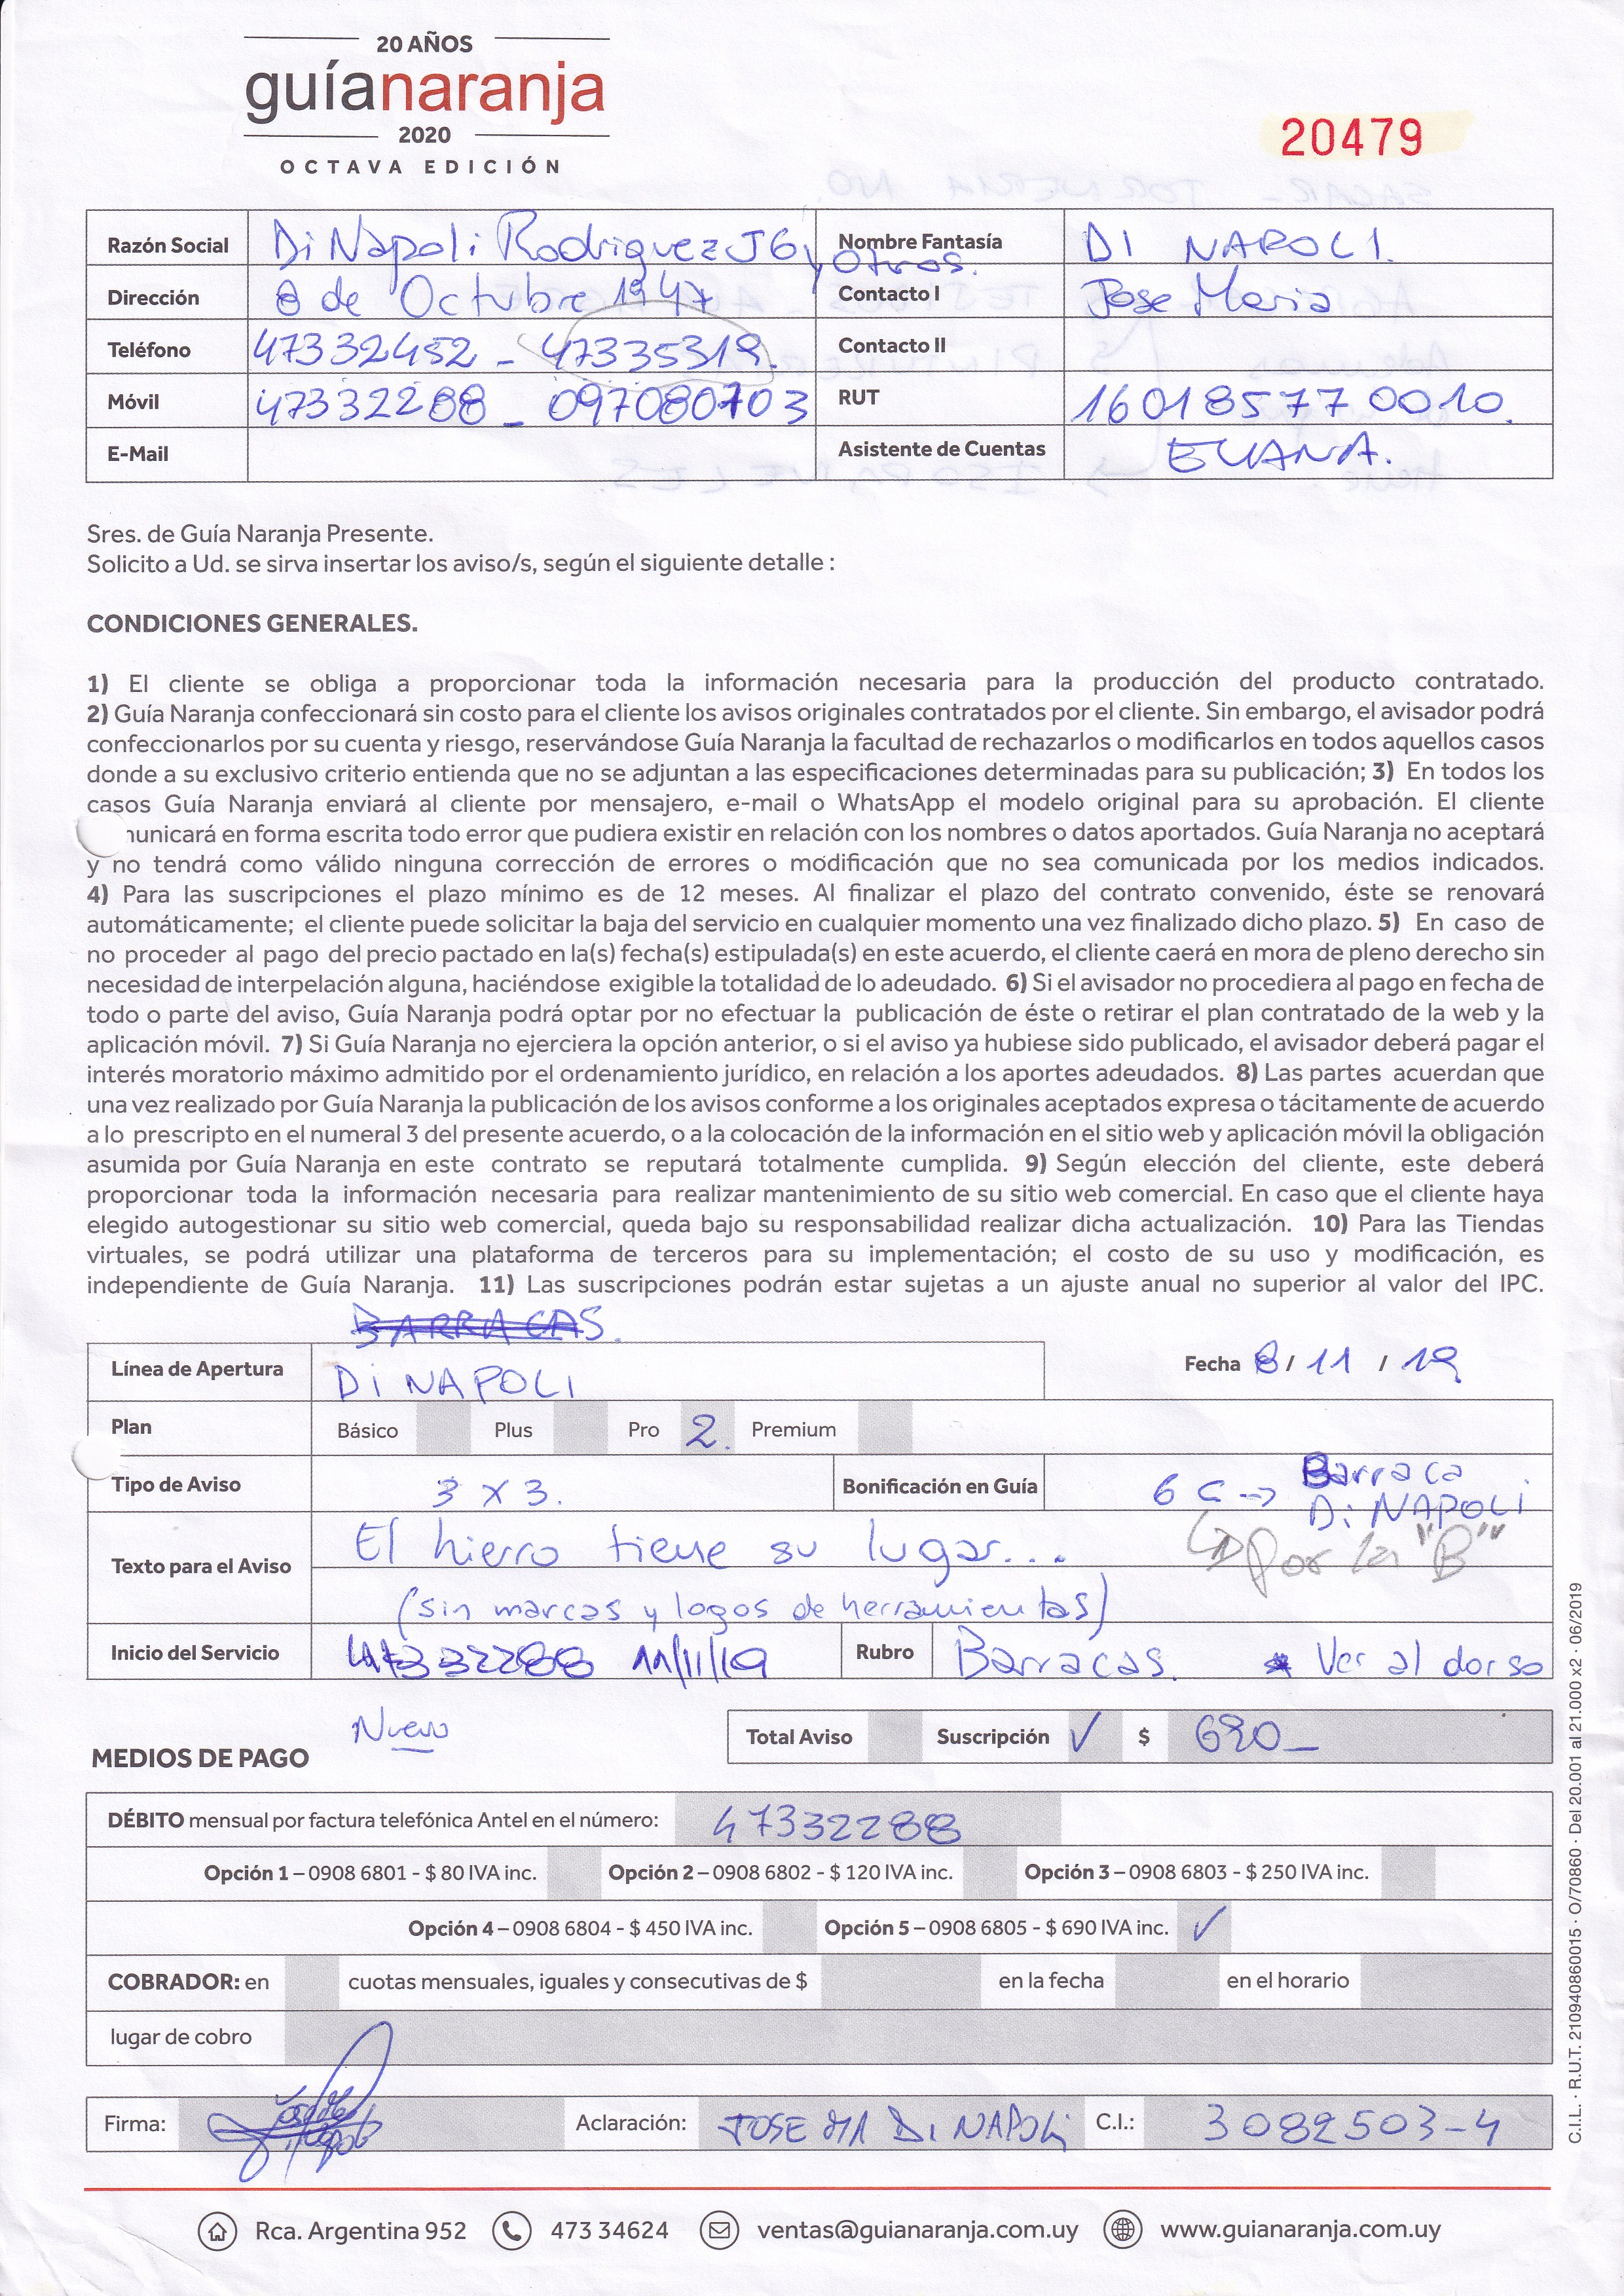 20 AÑOS
guíanaranja
2020
OCTAVA EDICIÓN
20479
Razón Social Di Napoli Rodriguez J G y Otros. Nombre Fantasía DI NAPOLI.
Dirección 8 de Octubre 1947 Contacto I Jose Maria
Teléfono 47332452 - 47335319. Contacto II
Móvil 47332288 - 097080703 RUT 160185770010.
E-Mail Asistente de Cuentas
Sres. de Guía Naranja Presente.
Solicito a Ud. se sirva insertar los aviso/s, según el siguiente detalle :
CONDICIONES GENERALES.
1) El cliente se obliga a proporcionar toda la información necesaria para la producción del producto contratado.
2) Guía Naranja confeccionará sin costo para el cliente los avisos originales contratados por el cliente. Sin embargo, el avisador podrá
confeccionarlos por su cuenta y riesgo, reservándose Guía Naranja la facultad de rechazarlos o modificarlos en todos aquellos casos
donde a su exclusivo criterio entienda que no se adjuntan a las especificaciones determinadas para su publicación; 3) En todos los
casos Guía Naranja enviará al cliente por mensajero, e-mail o WhatsApp el modelo original para su aprobación. El cliente
municará en forma escrita todo error que pudiera existir en relación con los nombres o datos aportados. Guía Naranja no aceptará
y no tendrá como válido ninguna corrección de errores o modificación que no sea comunicada por los medios indicados.
4) Para las suscripciones el plazo mínimo es de 12 meses. Al finalizar el plazo del contrato convenido, éste se renovará
automáticamente; el cliente puede solicitar la baja del servicio en cualquier momento una vez finalizado dicho plazo. 5) En caso de
no proceder al pago del precio pactado en la(s) fecha(s) estipulada(s) en este acuerdo, el cliente caerá en mora de pleno derecho sin
necesidad de interpelación alguna, haciéndose exigible la totalidad de lo adeudado. 6) Si el avisador no procediera al pago en fecha de
todo o parte del aviso, Guía Naranja podrá optar por no efectuar la publicación de éste o retirar el plan contratado de la web y la
aplicación móvil. 7) Si Guía Naranja no ejerciera la opción anterior, o si el aviso ya hubiese sido publicado, el avisador deberá pagar el
interés moratorio máximo admitido por el ordenamiento jurídico, en relación a los aportes adeudados. 8) Las partes acuerdan que
una vez realizado por Guía Naranja la publicación de los avisos conforme a los originales aceptados expresa o tácitamente de acuerdo
a lo prescripto en el numeral 3 del presente acuerdo, o a la colocación de la información en el sitio web y aplicación móvil la obligación
asumida por Guía Naranja en este contrato se reputará totalmente cumplida. 9) Según elección del cliente, este deberá
proporcionar toda la información necesaria para realizar mantenimiento de su sitio web comercial. En caso que el cliente haya
elegido autogestionar su sitio web comercial, queda bajo su responsabilidad realizar dicha actualización. 10) Para las Tiendas
virtuales, se podrá utilizar una plataforma de terceros para su implementación; el costo de su uso y modificación, es
independiente de Guía Naranja. 11) Las suscripciones podrán estar sujetas a un ajuste anual no superior al valor del IPC.
BARRACAS.
Línea de Apertura DI NAPOLI Fecha 8 / 11 / 19
Plan Básico Plus Pro 2. Premium
Tipo de Aviso 3 X 3. Bonificación en Guía 6 C -> Barraca
Di NAPOLI
Texto para el Aviso El hierro tiene su lugar... Por la "B"
(sin marcas y logos de herramientas)
Inicio del Servicio 47332288 11/11/19 Rubro Barracas. * Ver al dorso
Nuevo
Total Aviso Suscripción ✓ $ 690_
MEDIOS DE PAGO
DÉBITO mensual por factura telefónica Antel en el número: 47332288
Opción 1 – 0908 6801 - $ 80 IVA inc. Opción 2 – 0908 6802 - $ 120 IVA inc. Opción 3 – 0908 6803 - $ 250 IVA inc.
Opción 4 – 0908 6804 - $ 450 IVA inc. Opción 5 – 0908 6805 - $ 690 IVA inc. ✓
COBRADOR: en cuotas mensuales, iguales y consecutivas de $ en la fecha en el horario
lugar de cobro
Firma: Aclaración: JOSE MA DI NAPOLi C.I.: 3082503-4
Rca. Argentina 952 473 34624 ventas@guianaranja.com.uy www.guianaranja.com.uy
C.I.L. · R.U.T. 210940860015 · O/70860 · Del 20.001 al 21.000 x2 · 06/2019